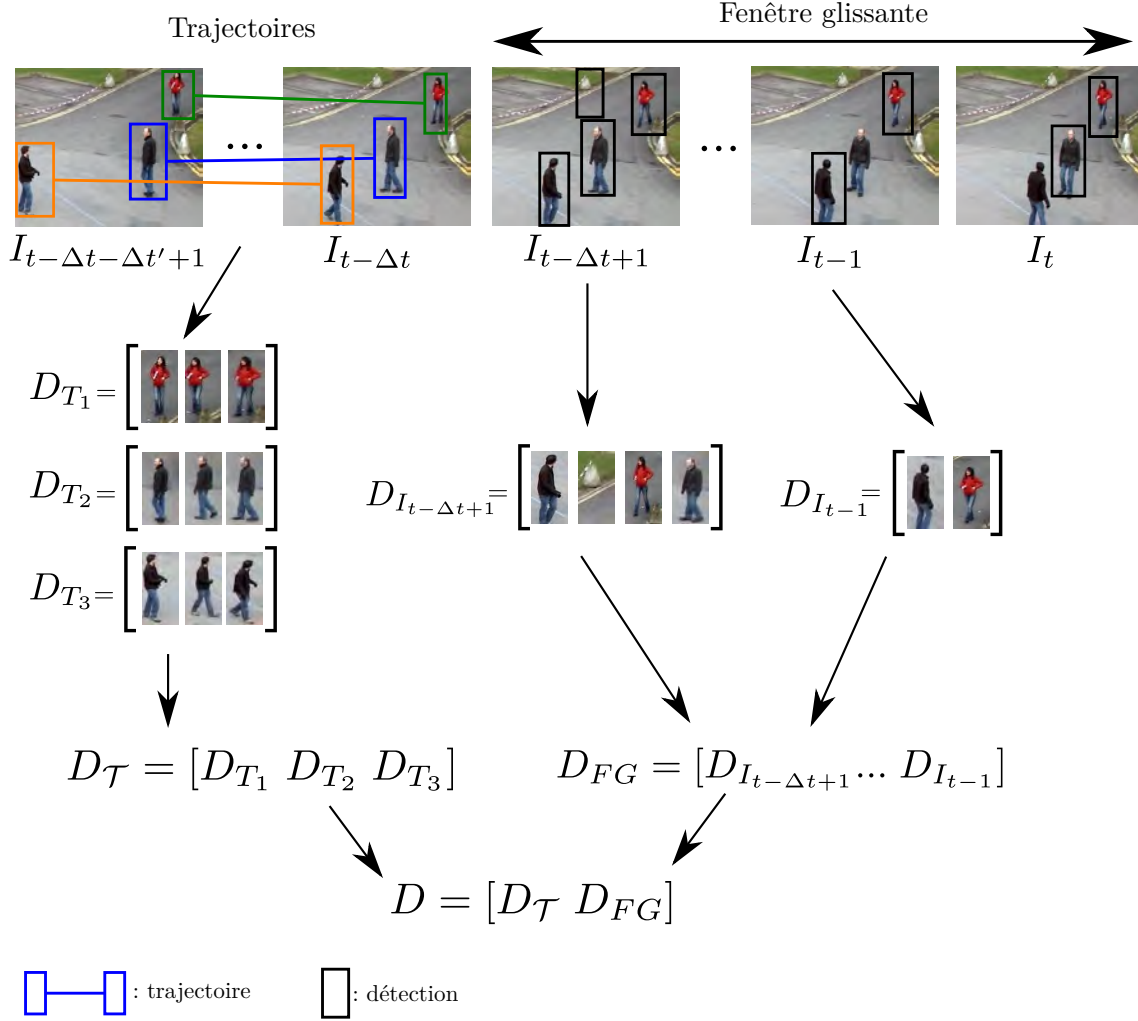 Trajectoires
Fenêtre glissante
... ...
I_{t−Δt−Δt′+1} I_{t−Δt} I_{t−Δt+1} I_{t−1} I_t
D_{T_1} = [ ]
D_{T_2} = [ ]
D_{T_3} = [ ]
D_{I_{t−Δt+1}} = [ ]
D_{I_{t−1}} = [ ]
D_𝒯 = [D_{T_1} D_{T_2} D_{T_3}]
D_{FG} = [D_{I_{t−Δt+1}} ... D_{I_{t−1}}]
D = [D_𝒯 D_{FG}]
: trajectoire
: détection